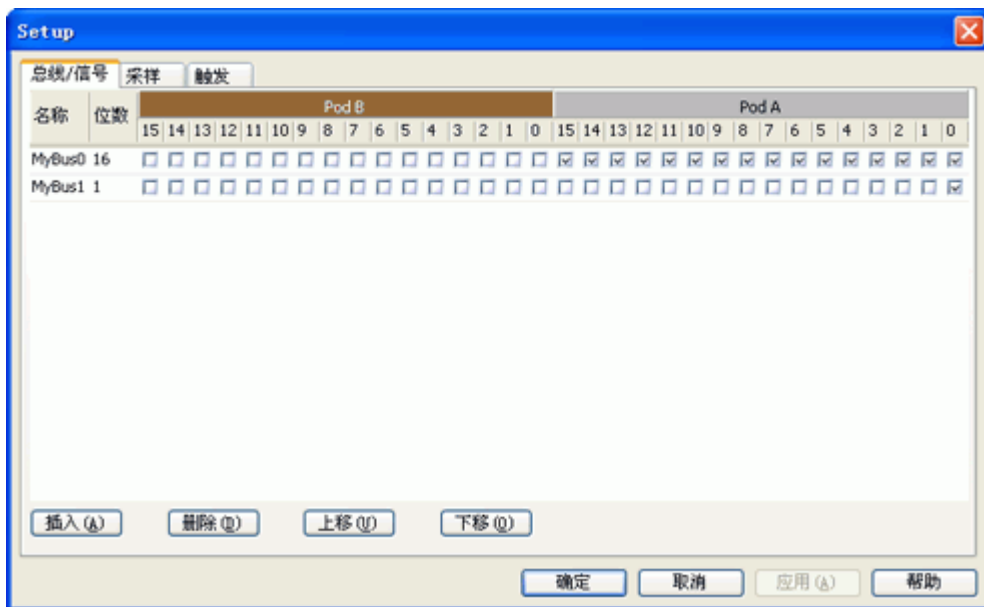 Setup
总线/信号 采样 触发
名称 位数 Pod B Pod A
15 14 13 12 11 10 9 8 7 6 5 4 3 2 1 0 15 14 13 12 11 10 9 8 7 6 5 4 3 2 1 0
MyBus0 16
MyBus1 1
插入(A) 删除(D) 上移(U) 下移(O)
确定 取消 应用(A) 帮助